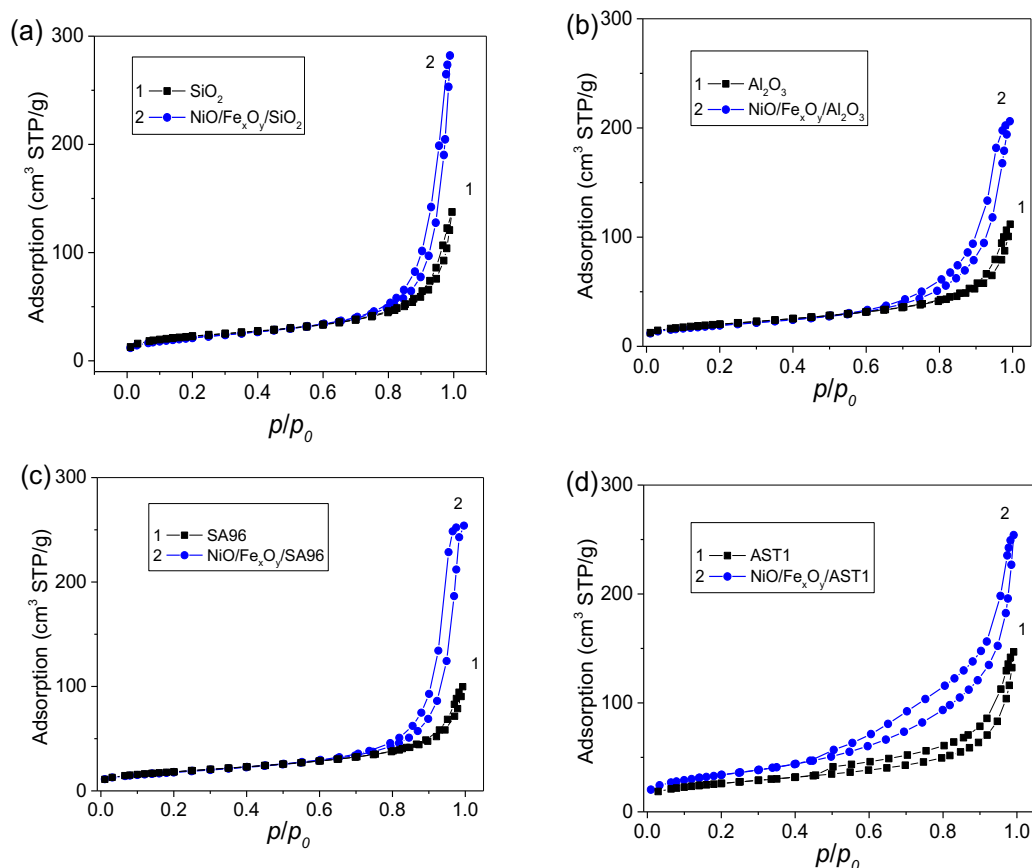 (a)
300
200
100
0
Adsorption (cm³ STP/g)
1 SiO₂
2 NiO/FeₓOᵧ/SiO₂
2
1
0.0 0.2 0.4 0.6 0.8 1.0
p/p₀
(b)
300
200
100
0
Adsorption (cm³ STP/g)
1 Al₂O₃
2 NiO/FeₓOᵧ/Al₂O₃
2
1
0.0 0.2 0.4 0.6 0.8 1.0
p/p₀
(c)
300
200
100
0
Adsorption (cm³ STP/g)
1 SA96
2 NiO/FeₓOᵧ/SA96
2
1
0.0 0.2 0.4 0.6 0.8 1.0
p/p₀
(d)
300
200
100
0
Adsorption (cm³ STP/g)
1 AST1
2 NiO/FeₓOᵧ/AST1
2
1
0.0 0.2 0.4 0.6 0.8 1.0
p/p₀